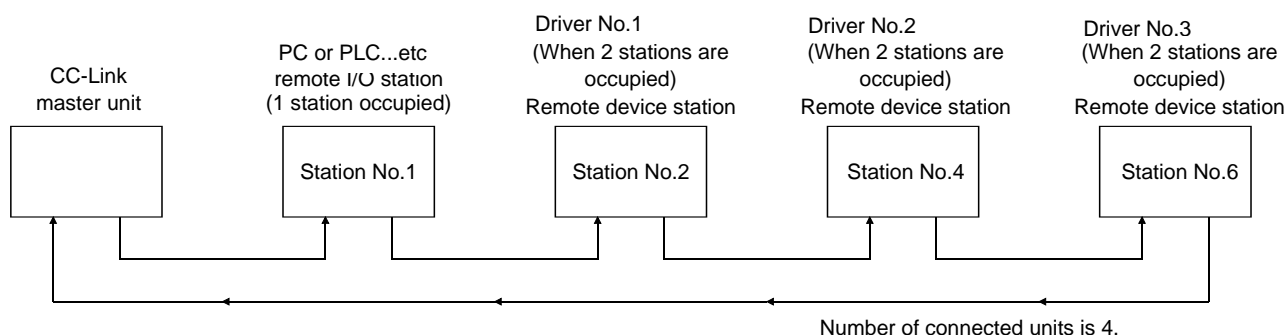 CC-Link
master unit
PC or PLC...etc
remote I/O station
(1 station occupied)
Driver No.1
(When 2 stations are
occupied)
Remote device station
Driver No.2
(When 2 stations are
occupied)
Remote device station
Driver No.3
(When 2 stations are
occupied)
Remote device station
Station No.1
Station No.2
Station No.4
Station No.6
Number of connected units is 4.